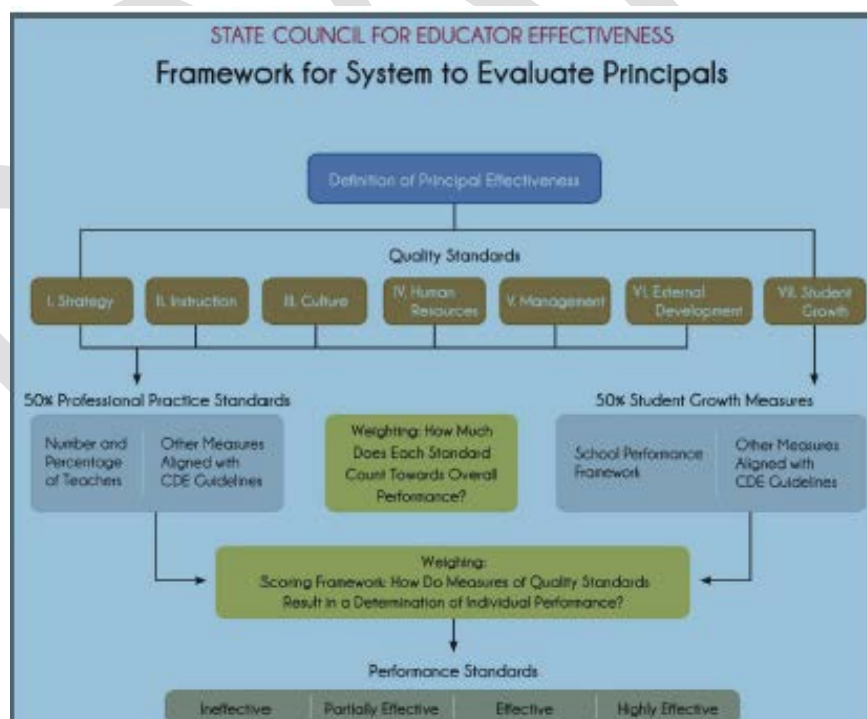 STATE COUNCIL FOR EDUCATOR EFFECTIVENESS
Framework for System to Evaluate Principals
Definition of Principal Effectiveness
Quality Standards
I. Strategy
II. Instruction
III. Culture
IV. Human
Resources
V. Management
VI. External
Development
VII. Student
Growth
50% Professional Practice Standards
50% Student Growth Measures
Number and
Percentage
of Teachers
Other Measures
Aligned with
CDE Guidelines
Weighting: How Much
Does Each Standard
Count Towards Overall
Performance?
School Performance
Framework
Other Measures
Aligned with
CDE Guidelines
Weighing:
Scoring Framework: How Do Measures of Quality Standards
Result in a Determination of Individual Performance?
Performance Standards
Ineffective
Partially Effective
Effective
Highly Effective